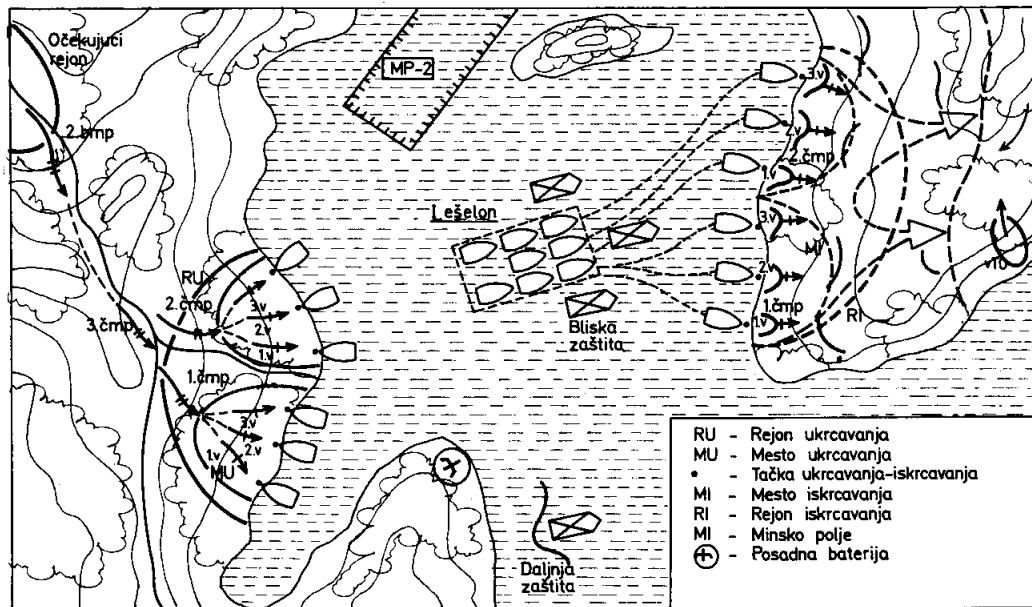 Očekujući
rejon
MP-2
2.bmp
3.v
2.v
2.čmp
1.v
I.ešelon
3.v
MI
RU
2.čmp
3.v
2.v
1.v
3.čmp
2.v
1.čmp
1.v
RI
Bliska
zaštita
1.čmp
3.v
2.v
1.v
MU
Daljnja
zaštita
RU - Rejon ukrcavanja
MU - Mesto ukrcavanja
• - Tačka ukrcavanja-iskrcavanja
MI - Mesto iskrcavanja
RI - Rejon iskrcavanja
MI - Minsko polje
- Posadna baterija